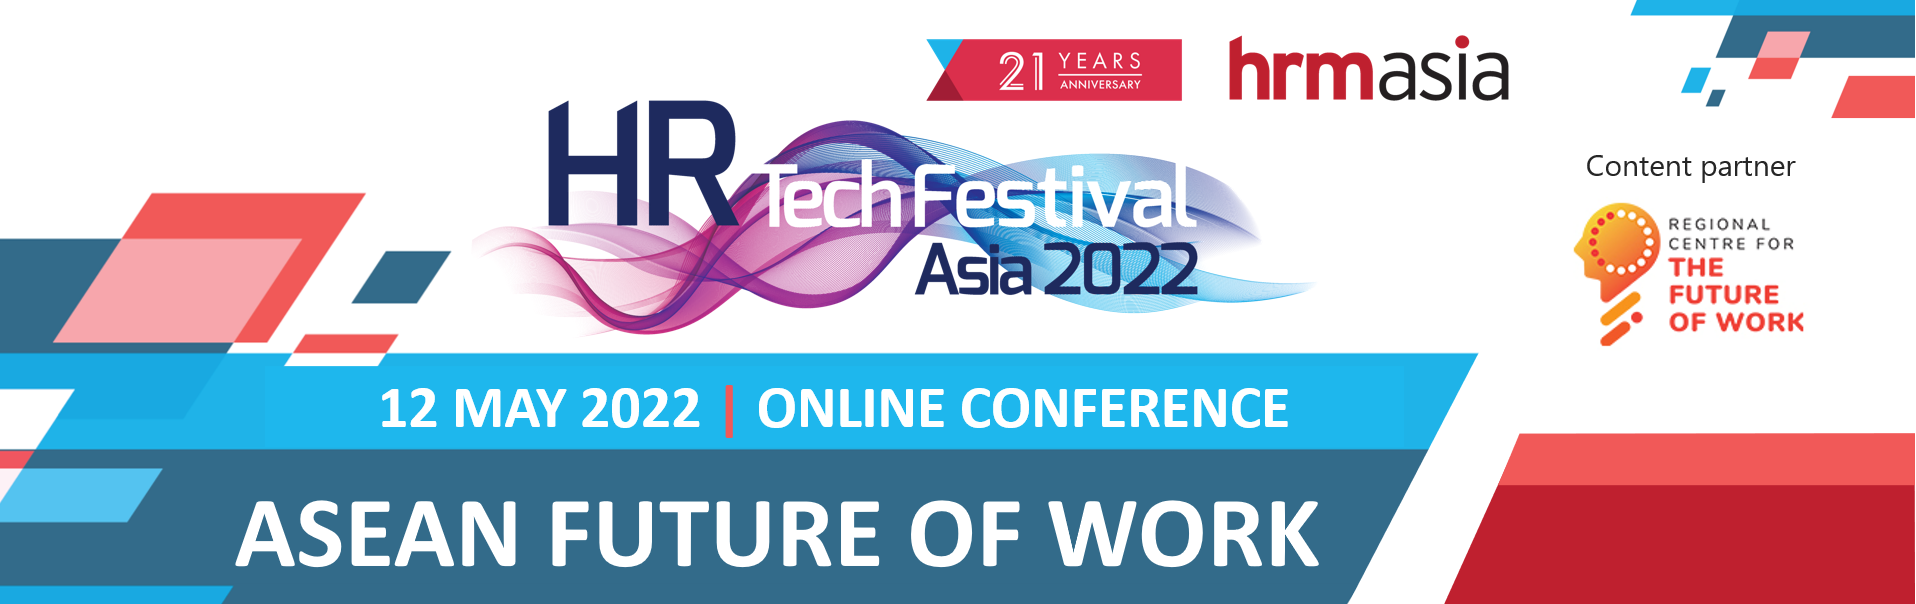 21 YEARS
ANNIVERSARY
hrmasia
HR Tech Festival
Asia 2022
Content partner
REGIONAL
CENTRE FOR
THE
FUTURE
OF WORK
12 MAY 2022 | ONLINE CONFERENCE
ASEAN FUTURE OF WORK